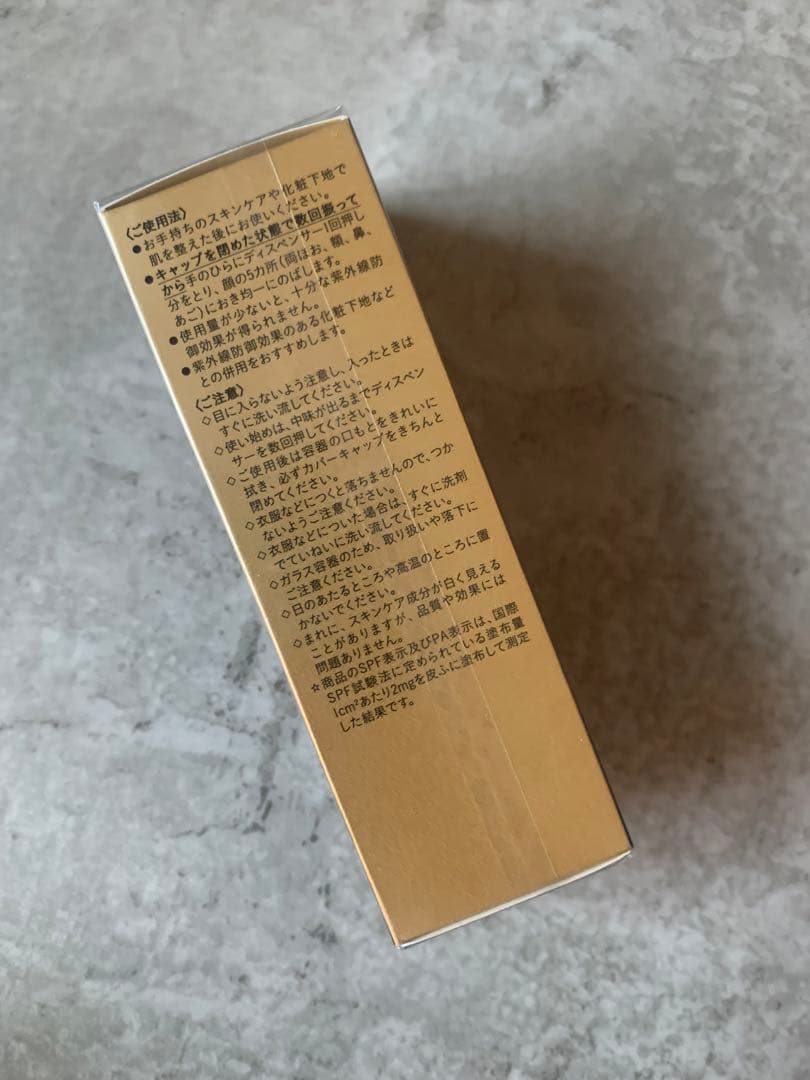 〈ご使用法〉
●お手持ちのスキンケアや化粧下地で
肌を整えた後にお使いください。
●キャップを閉めた状態で数回振って
から手のひらにディスペンサー1回押し
分をとり、顔の5カ所(両ほお、額、鼻、
あご)におき均一にのばします。
●使用量が少ないと、十分な紫外線防
御効果が得られません。
●紫外線防御効果のある化粧下地など
との併用をおすすめします。
〈ご注意〉
◇目に入らないよう注意し、入ったときは
すぐに洗い流してください。
◇使い始めは、中味が出るまでディスペン
サーを数回押してください。
◇ご使用後は容器の口もとをきれいに
拭き、必ずカバーキャップをきちんと
閉めてください。
◇衣服などにつくと落ちませんので、つか
ないようご注意ください。
◇衣服などについた場合は、すぐに洗剤
でていねいに洗い流してください。
◇ガラス容器のため、取り扱いや落下に
ご注意ください。
◇日のあたるところや高温のところに置
かないでください。
◇まれに、スキンケア成分が白く見える
ことがありますが、品質や効果には
問題ありません。
☆商品のSPF表示及びPA表示は、国際
SPF試験法に定められている塗布量
1cm²あたり2mgを皮ふに塗布して測定
した結果です。